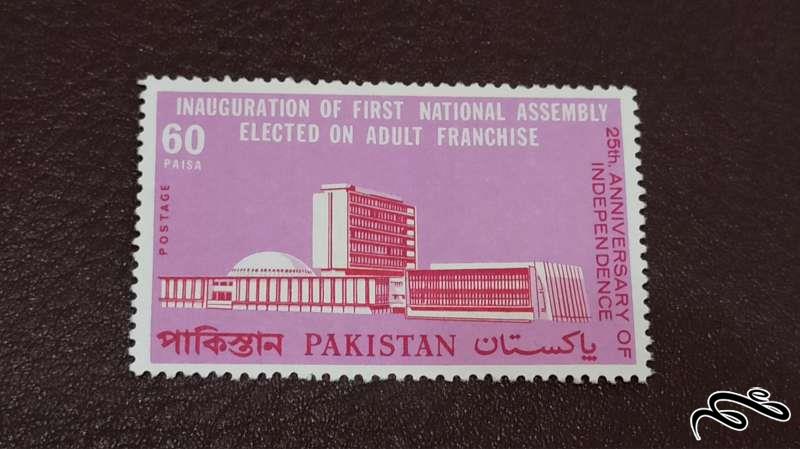 INAUGURATION OF FIRST NATIONAL ASSEMBLY
ELECTED ON ADULT FRANCHISE
60
PAISA
POSTAGE
25th. ANNIVERSARY OF
INDEPENDENCE
পাকিস্তান PAKISTAN پاکستان